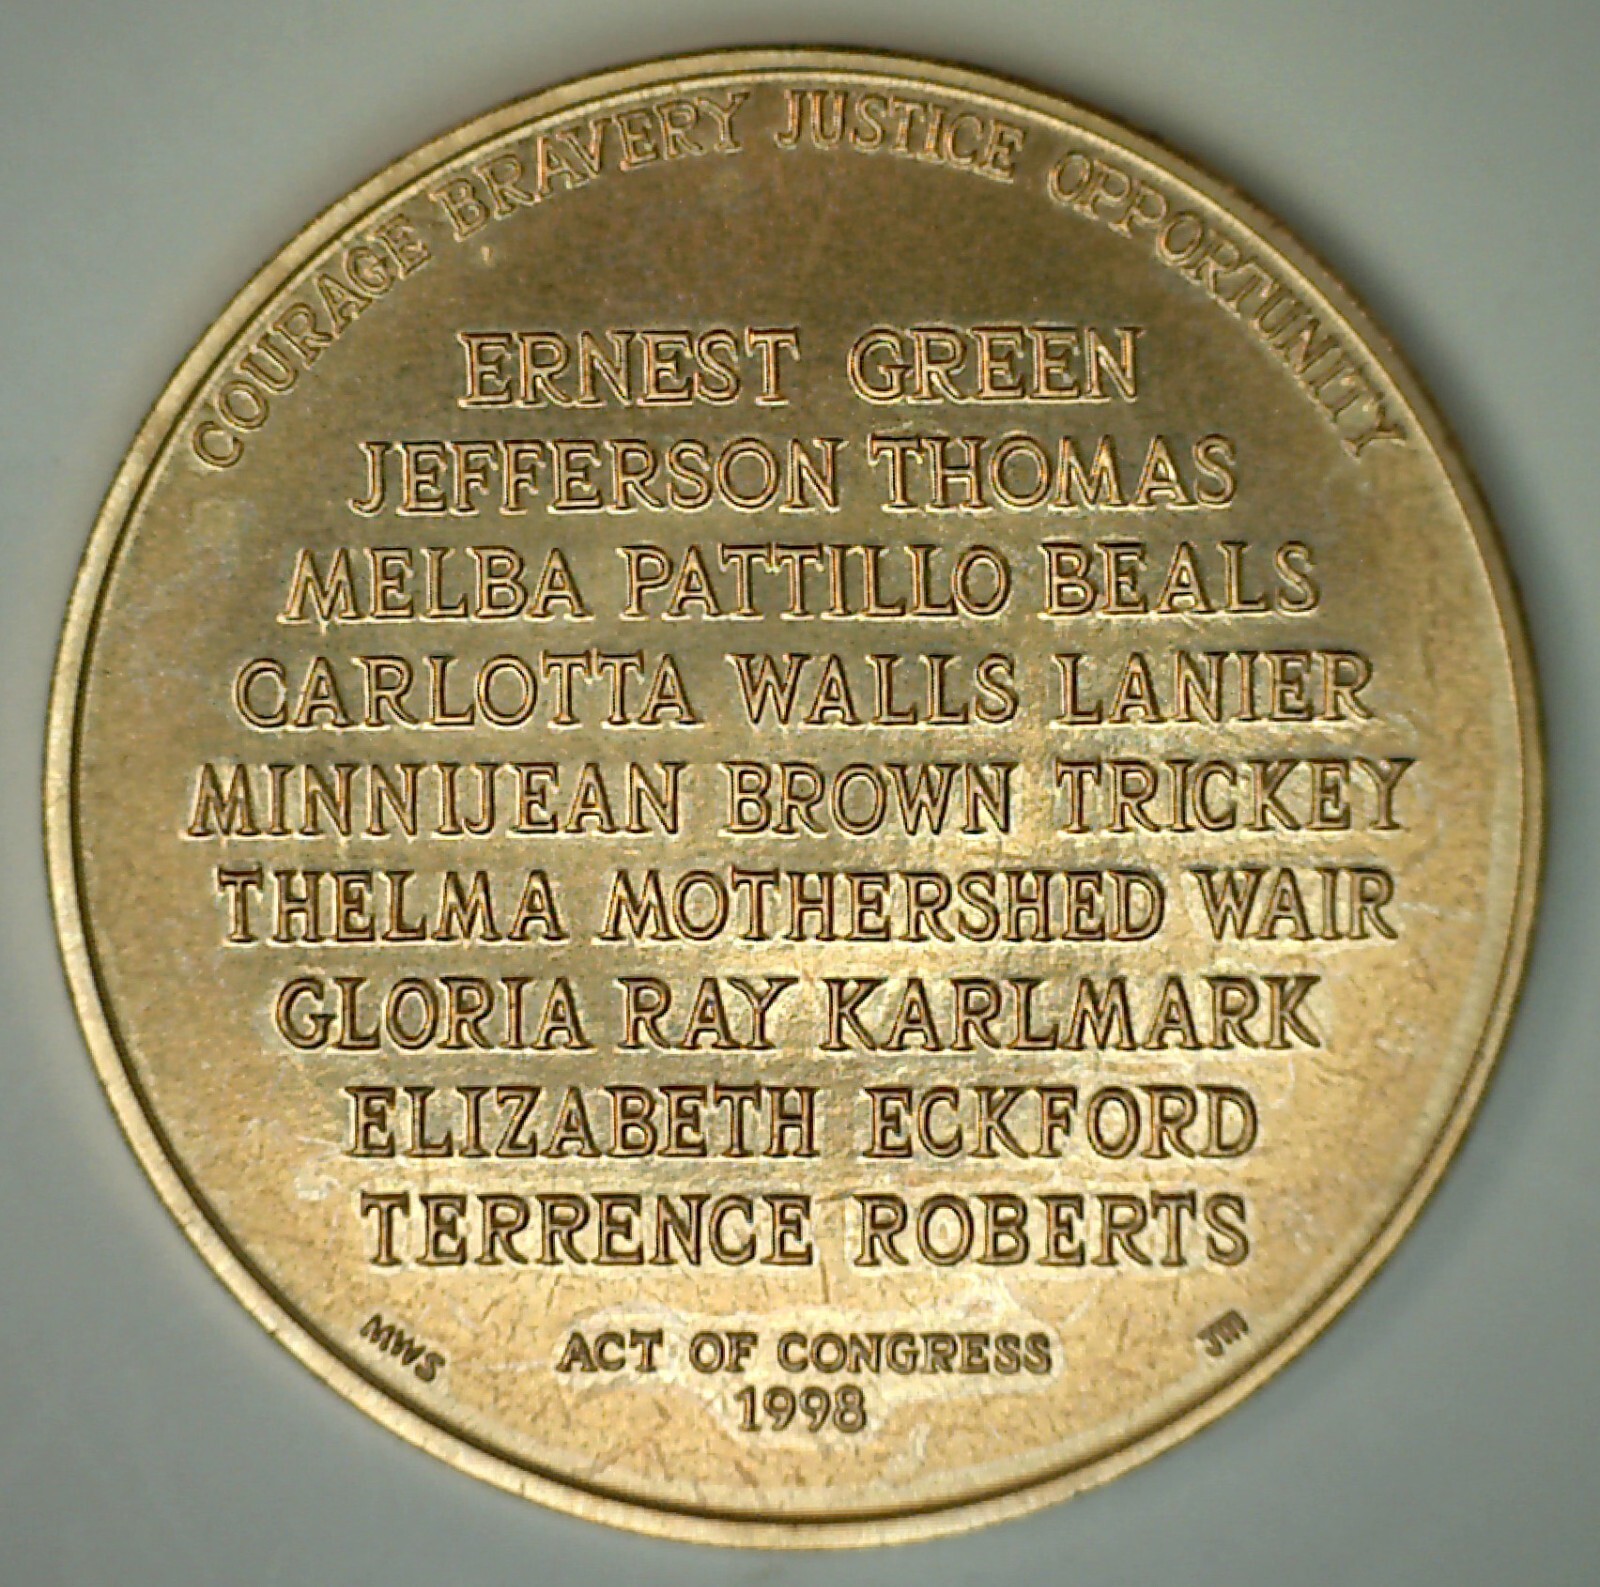 COURAGE BRAVERY JUSTICE OPPORTUNITY
ERNEST GREEN
JEFFERSON THOMAS
MELBA PATTILLO BEALS
CARLOTTA WALLS LANIER
MINNIJEAN BROWN TRICKEY
THELMA MOTHERSHED WAIR
GLORIA RAY KARLMARK
ELIZABETH ECKFORD
TERRENCE ROBERTS
MWS
ACT OF CONGRESS
1998
JM